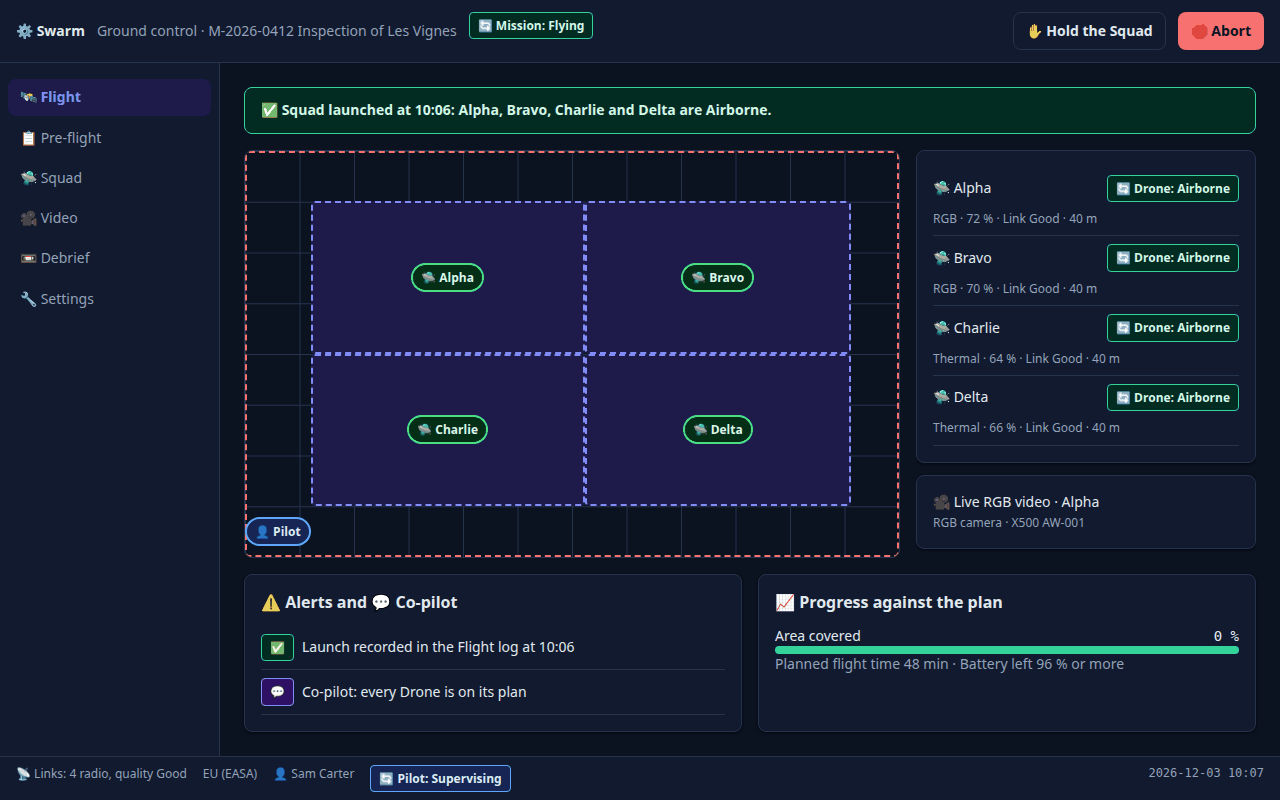 Swarm Ground control · M-2026-0412 Inspection of Les Vignes Mission: Flying Hold the Squad Abort
Flight
Pre-flight
Squad
Video
Debrief
Settings
Squad launched at 10:06: Alpha, Bravo, Charlie and Delta are Airborne.
Alpha
Bravo
Charlie
Delta
Pilot
Alpha Drone: Airborne
RGB · 72 % · Link Good · 40 m
Bravo Drone: Airborne
RGB · 70 % · Link Good · 40 m
Charlie Drone: Airborne
Thermal · 64 % · Link Good · 40 m
Delta Drone: Airborne
Thermal · 66 % · Link Good · 40 m
Live RGB video · Alpha
RGB camera · X500 AW-001
Alerts and Co-pilot
Launch recorded in the Flight log at 10:06
Co-pilot: every Drone is on its plan
Progress against the plan
Area covered 0 %
Planned flight time 48 min · Battery left 96 % or more
Links: 4 radio, quality Good EU (EASA) Sam Carter Pilot: Supervising 2026-12-03 10:07